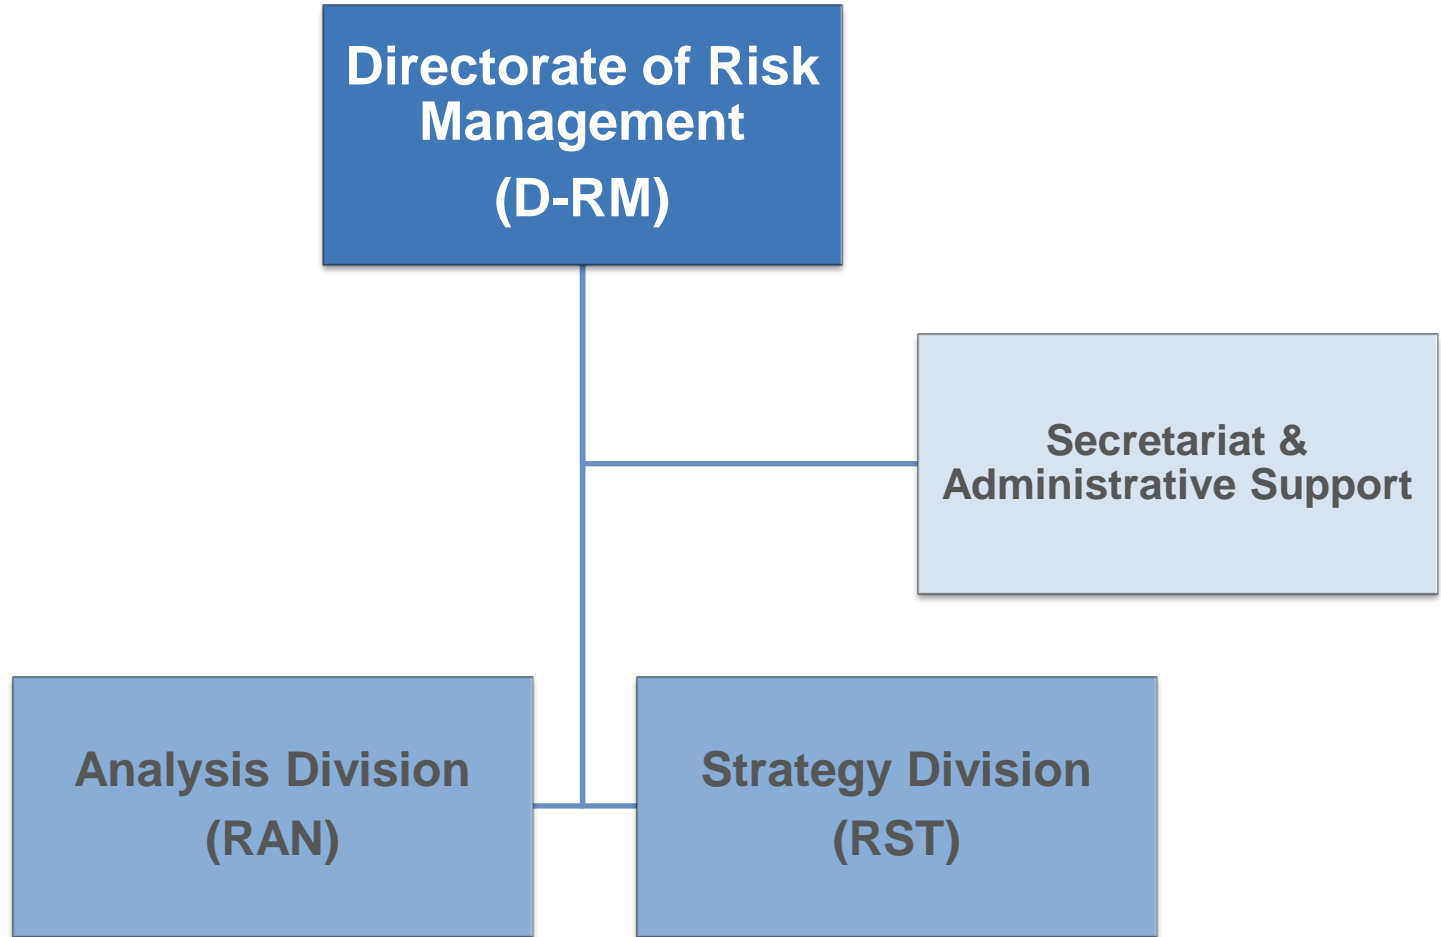 Directorate of Risk
Management
(D-RM)
Secretariat &
Administrative Support
Analysis Division
(RAN)
Strategy Division
(RST)